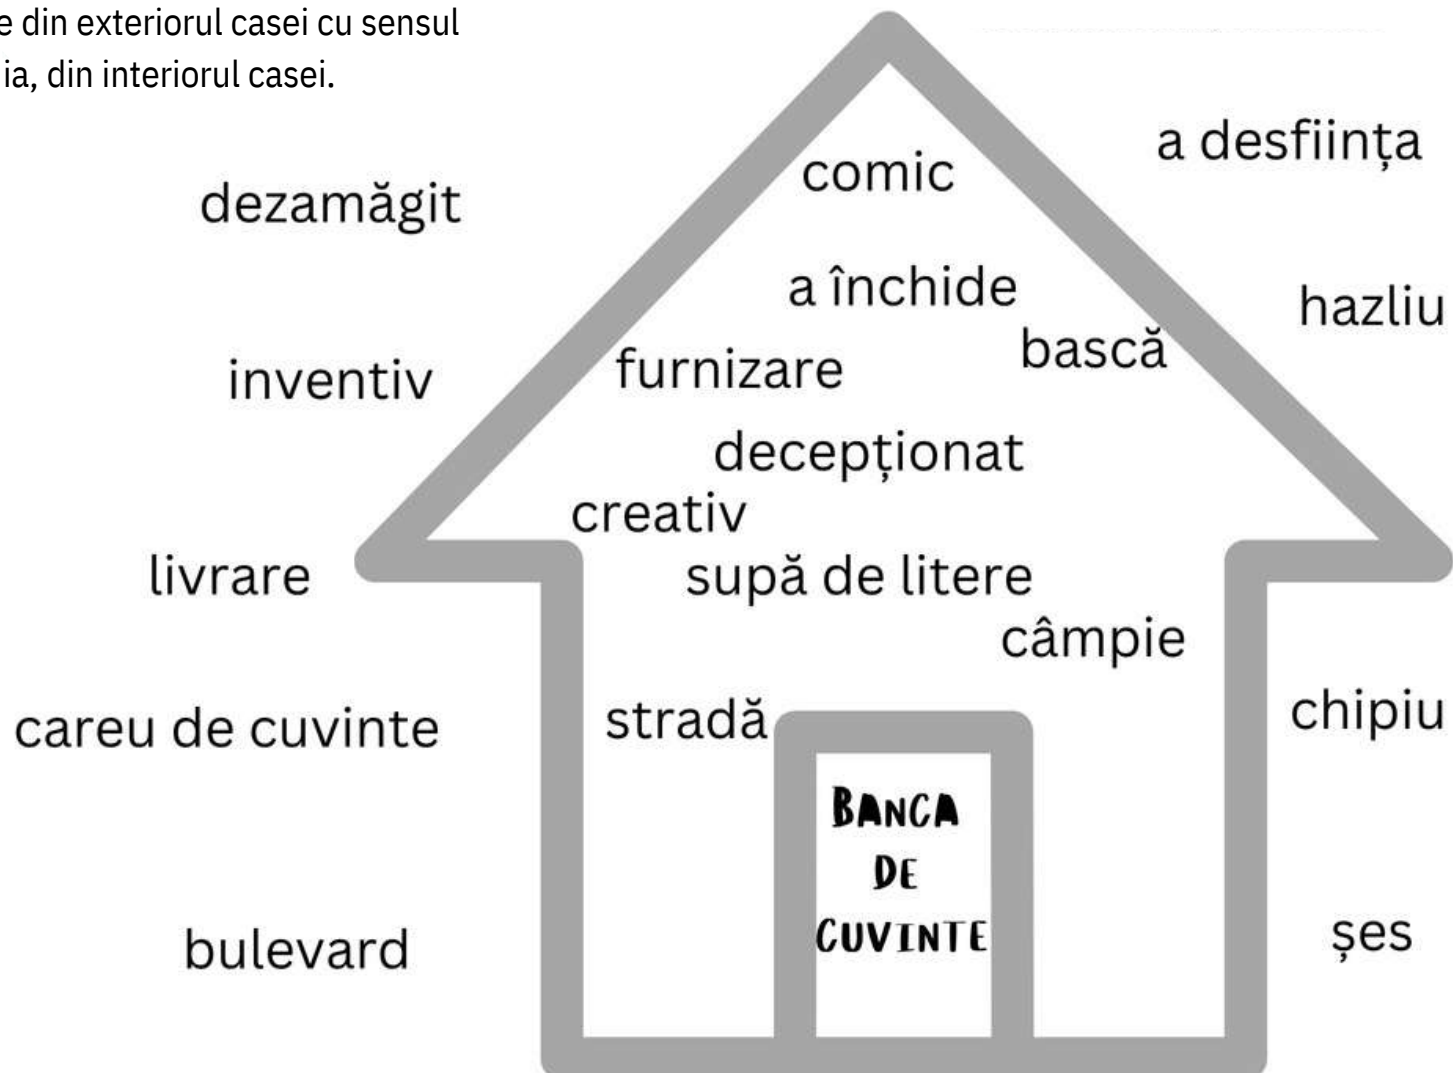 e din exteriorul casei cu sensul
ia, din interiorul casei.
a desființa
comic
dezamăgit
a închide
hazliu
bască
furnizare
inventiv
decepționat
creativ
livrare
supă de litere
câmpie
chipiu
stradă
careu de cuvinte
BANCA
DE
CUVINTE
șes
bulevard